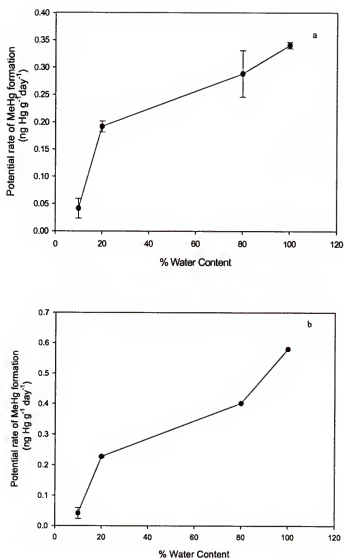 a
Potential rate of MeHg formation
(ng Hg g⁻¹ day⁻¹)
0.40
0.35
0.30
0.25
0.20
0.15
0.10
0.05
0.00
0 20 40 60 80 100 120
% Water Content
b
Potential rate of MeHg formation
(ng Hg g⁻¹ day⁻¹)
0.7
0.6
0.4
0.3
0.2
0.1
0.0
0 20 40 60 80 100 120
% Water Content